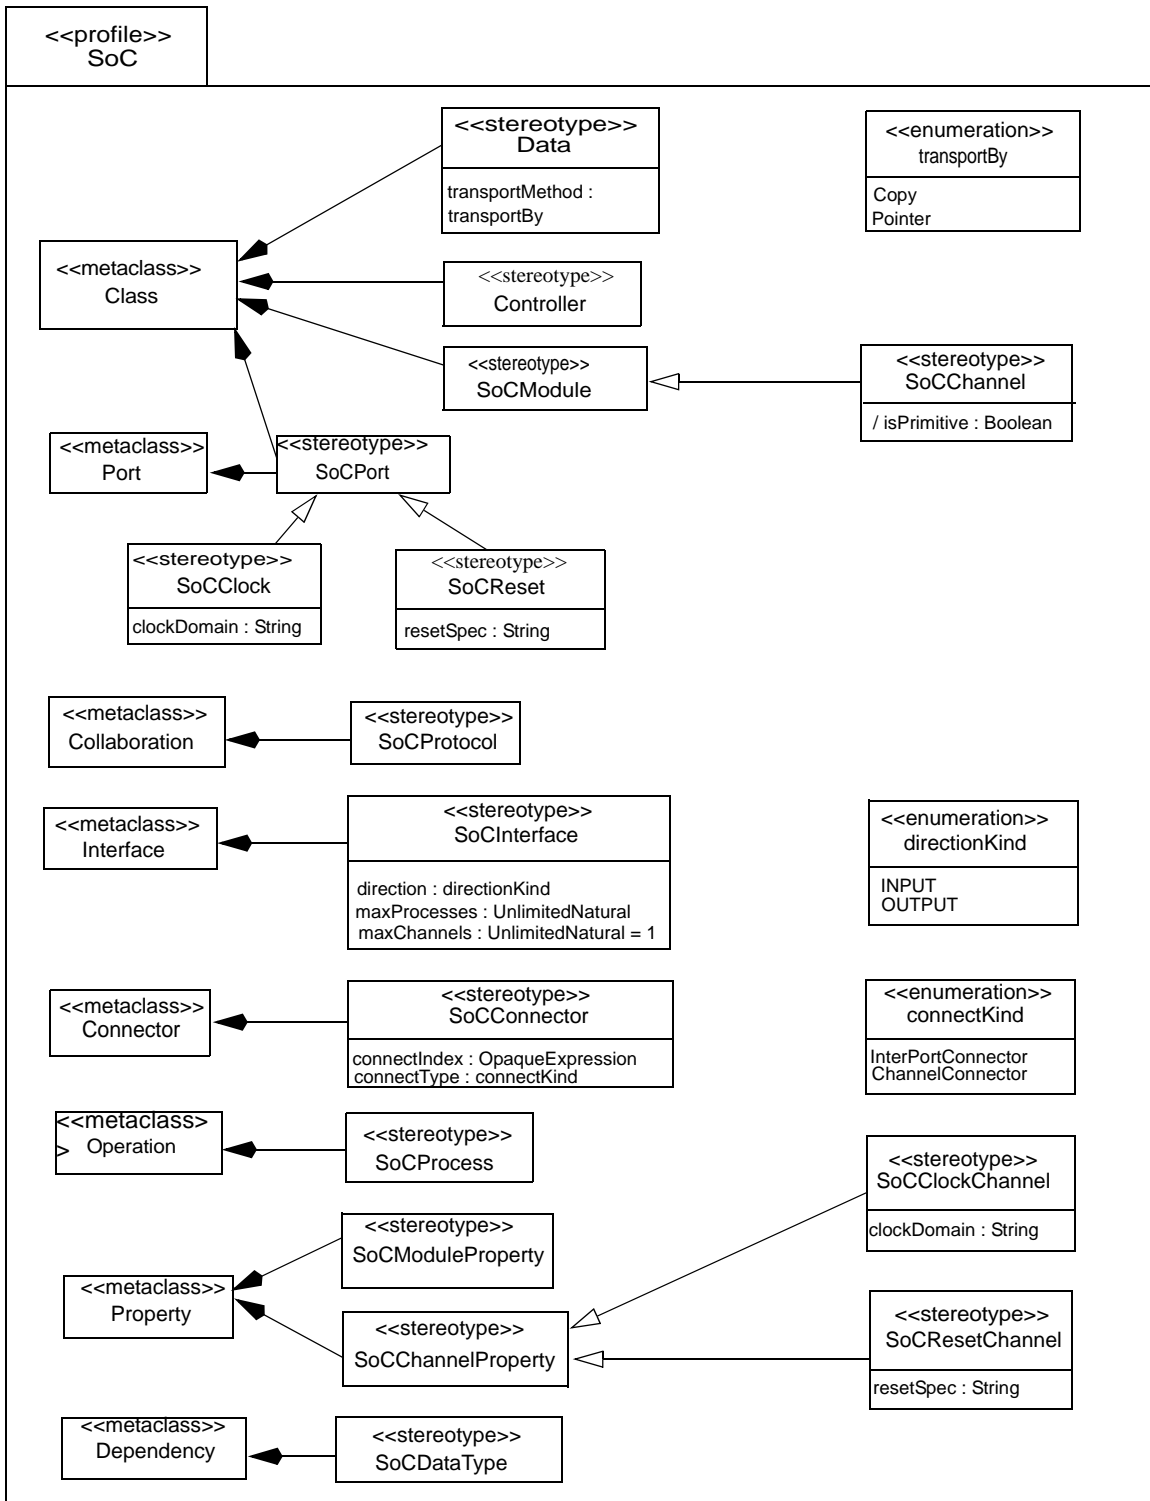 <<profile>>
SoC
<<stereotype>>
Data
transportMethod :
transportBy
<<enumeration>>
transportBy
Copy
Pointer
<<metaclass>>
Class
<<stereotype>>
Controller
<<stereotype>>
SoCModule
<<stereotype>>
SoCChannel
/ isPrimitive : Boolean
<<metaclass>>
Port
<<stereotype>>
SoCPort
<<stereotype>>
SoCClock
clockDomain : String
<<stereotype>>
SoCReset
resetSpec : String
<<metaclass>>
Collaboration
<<stereotype>>
SoCProtocol
<<metaclass>>
Interface
<<stereotype>>
SoCInterface
direction : directionKind
maxProcesses : UnlimitedNatural
maxChannels : UnlimitedNatural = 1
<<enumeration>>
directionKind
INPUT
OUTPUT
<<metaclass>>
Connector
<<stereotype>>
SoCConnector
connectIndex : OpaqueExpression
connectType : connectKind
<<enumeration>>
connectKind
InterPortConnector
ChannelConnector
<<metaclass>
> Operation
<<stereotype>>
SoCProcess
<<stereotype>>
SoCClockChannel
clockDomain : String
<<stereotype>>
SoCModuleProperty
<<metaclass>>
Property
<<stereotype>>
SoCChannelProperty
<<stereotype>>
SoCResetChannel
resetSpec : String
<<metaclass>>
Dependency
<<stereotype>>
SoCDataType